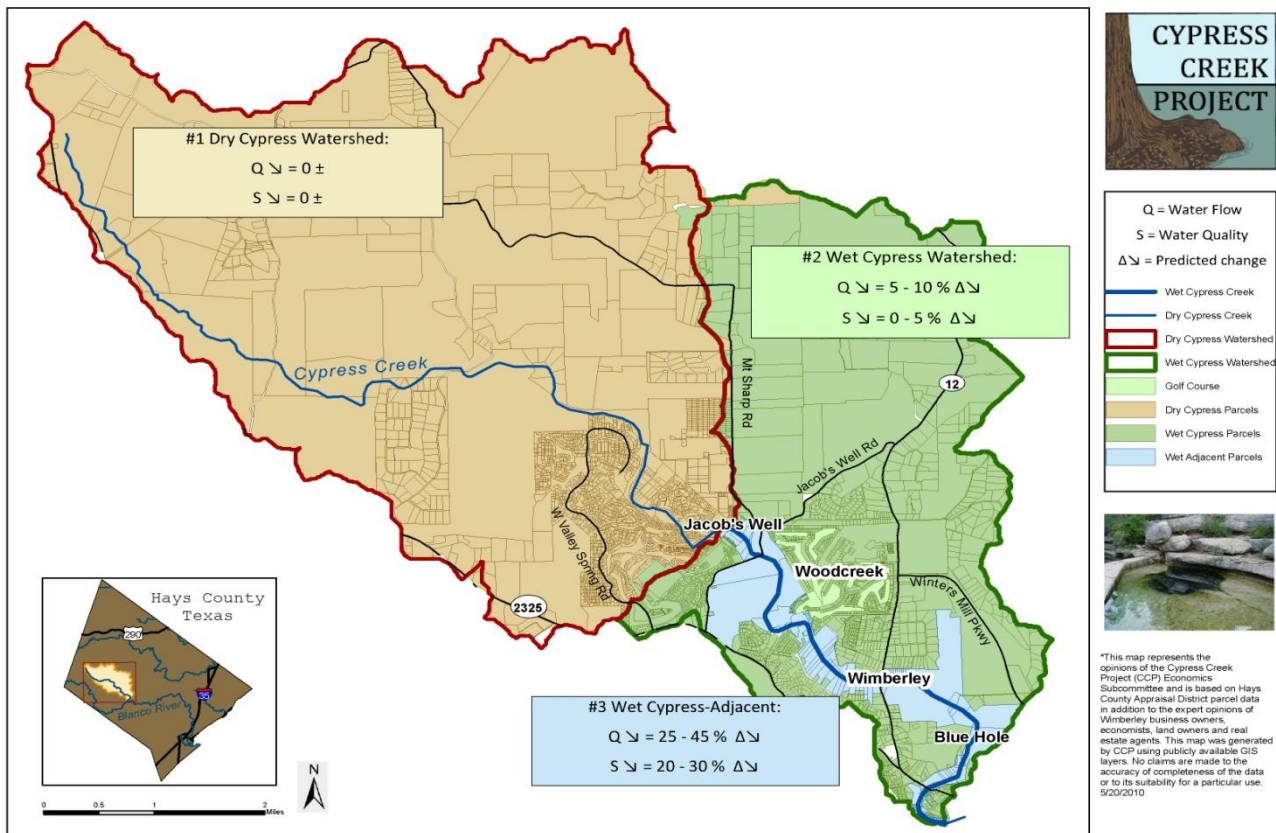 #1 Dry Cypress Watershed:
Q ↘ = 0 ±
S ↘ = 0 ±
#2 Wet Cypress Watershed:
Q ↘ = 5 - 10 % Δ↘
S ↘ = 0 - 5 % Δ↘
Cypress Creek
12
Mt Sharp Rd
Jacob's Well Rd
Jacob's Well
W Valley Spring Rd
Woodcreek
Winters Mill Pkwy
2325
Wimberley
#3 Wet Cypress-Adjacent:
Q ↘ = 25 - 45 % Δ↘
S ↘ = 20 - 30 % Δ↘
Blue Hole
Hays County
Texas
290
35
Blanco River
N
0 0.5 1 2
Miles
CYPRESS
CREEK
PROJECT
Q = Water Flow
S = Water Quality
Δ↘ = Predicted change
Wet Cypress Creek
Dry Cypress Creek
Dry Cypress Watershed
Wet Cypress Watershed
Golf Course
Dry Cypress Parcels
Wet Cypress Parcels
Wet Adjacent Parcels
*This map represents the
opinions of the Cypress Creek
Project (CCP) Economics
Subcommittee and is based on Hays
County Appraisal District parcel data
in addition to the expert opinions of
Wimberley business owners,
economists, land owners and real
estate agents. This map was generated
by CCP using publicly available GIS
layers. No claims are made to the
accuracy of completeness of the data
or to its suitability for a particular use.
5/20/2010